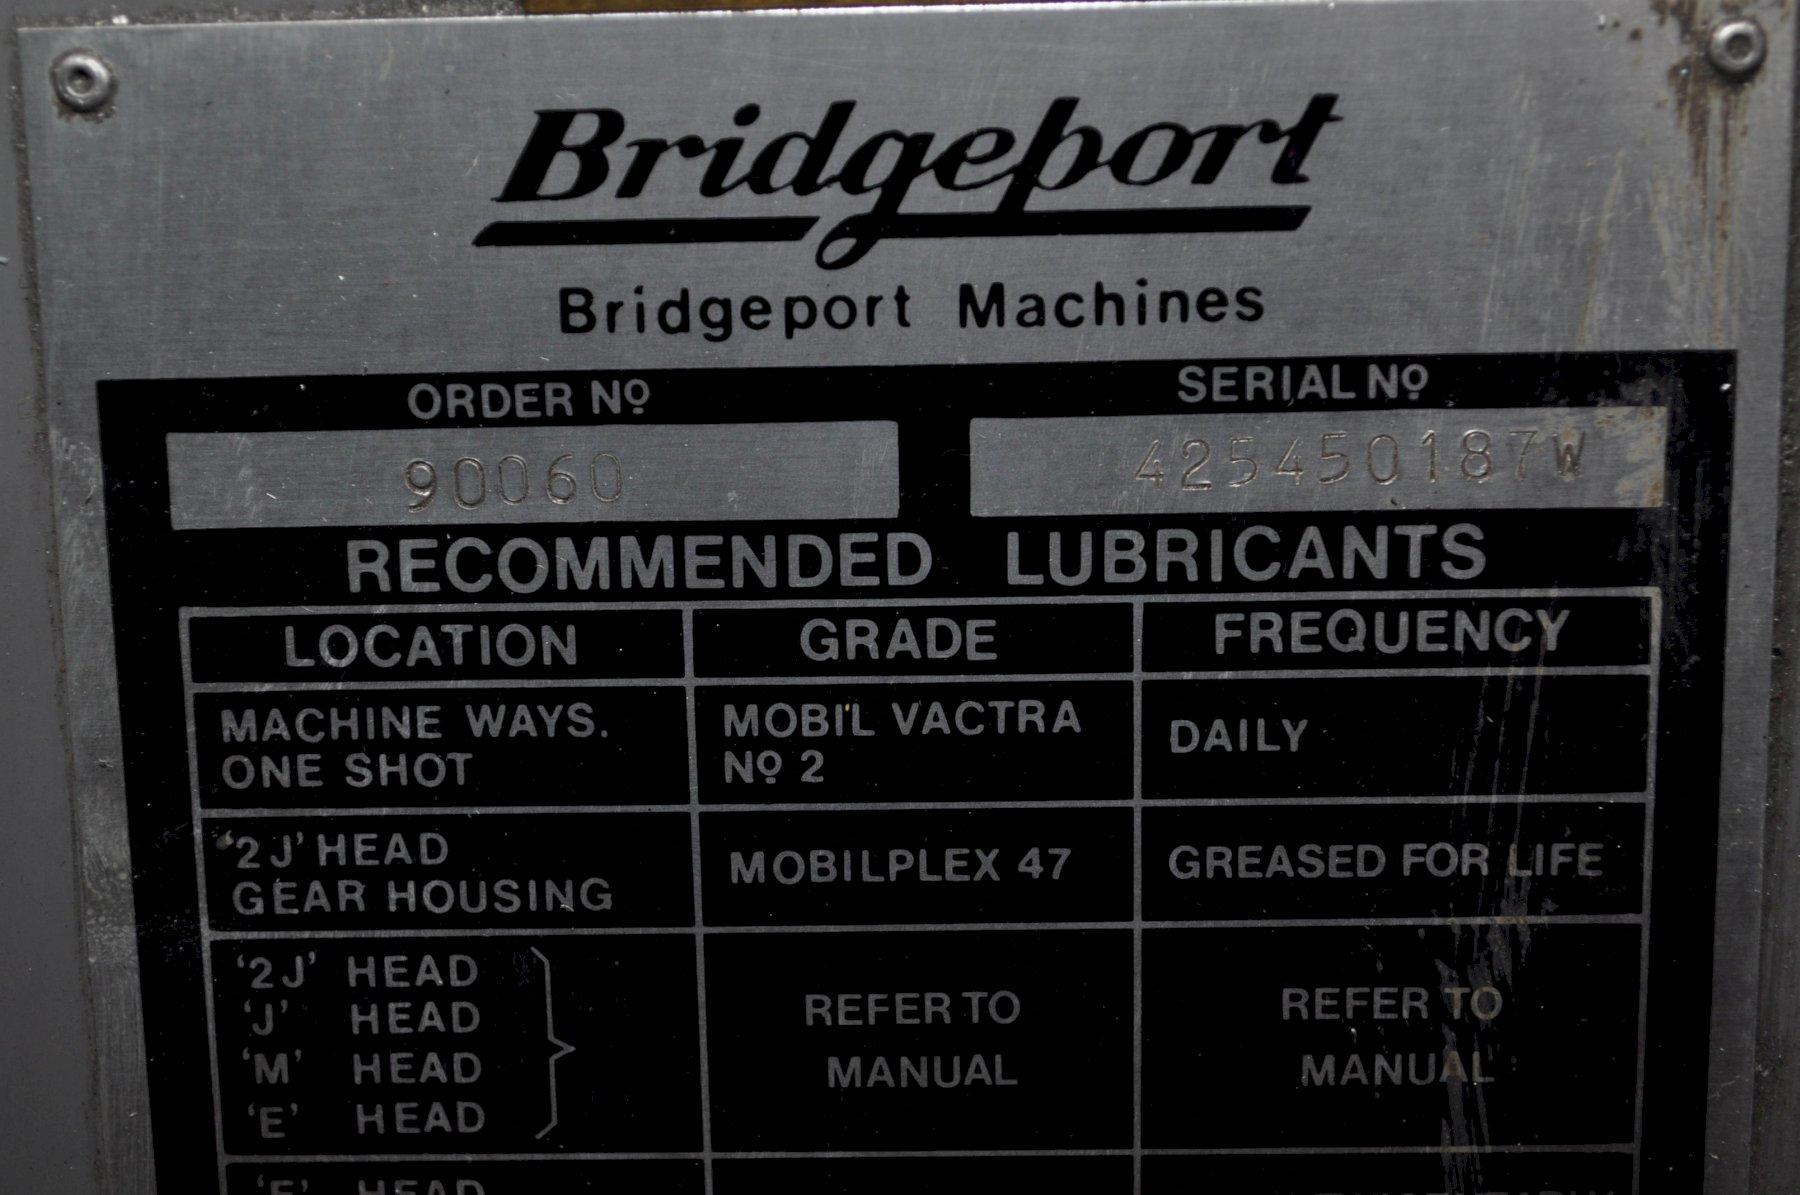 Bridgeport
Bridgeport Machines
ORDER Nº SERIAL Nº
90060 425450187W
RECOMMENDED LUBRICANTS
LOCATION GRADE FREQUENCY
MACHINE WAYS. ONE SHOT
MOBIL VACTRA Nº 2
DAILY
'2J' HEAD
GEAR HOUSING
MOBILPLEX 47
GREASED FOR LIFE
'2J' HEAD
'J' HEAD
'M' HEAD
'E' HEAD
REFER TO
MANUAL
REFER TO
MANUAL
HEAD